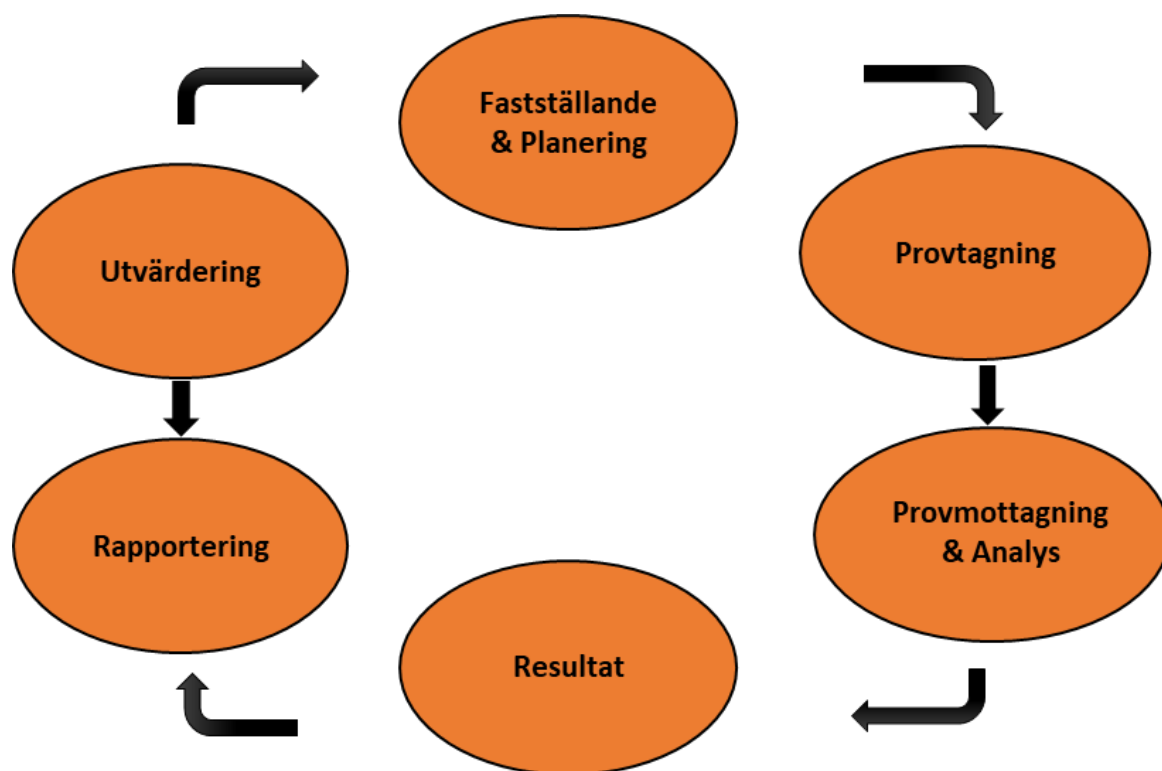 Fastställande
& Planering
Provtagning
Provmottagning
& Analys
Resultat
Rapportering
Utvärdering